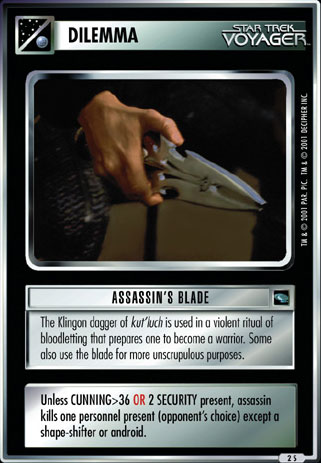 DILEMMA
STAR TREK
VOYAGER™
TM & © 2001 PAR. PIC. TM & © 2001 DECIPHER INC.
ASSASSIN'S BLADE
The Klingon dagger of kut'luch is used in a violent ritual of
bloodletting that prepares one to become a warrior. Some
also use the blade for more unscrupulous purposes.
Unless CUNNING>36 OR 2 SECURITY present, assassin
kills one personnel present (opponent's choice) except a
shape-shifter or android.
2 S